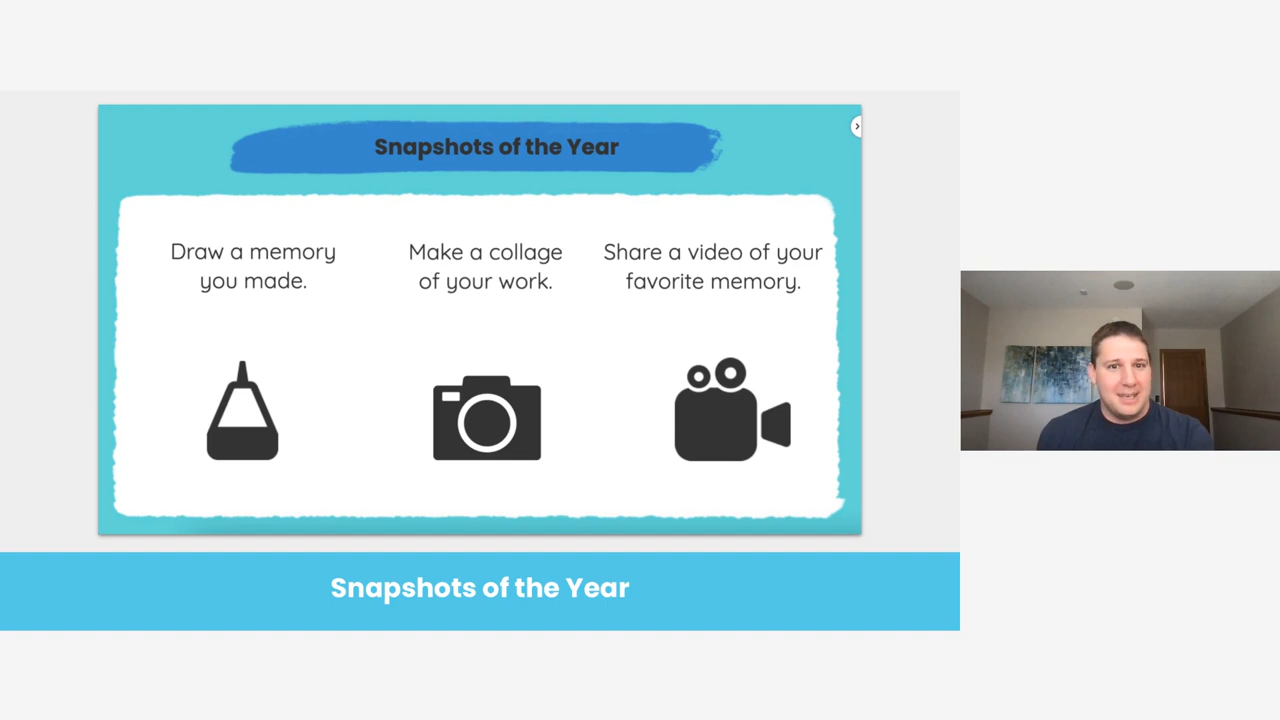 Snapshots of the Year
Draw a memory
you made.
Make a collage
of your work.
Share a video of your
favorite memory.
Snapshots of the Year